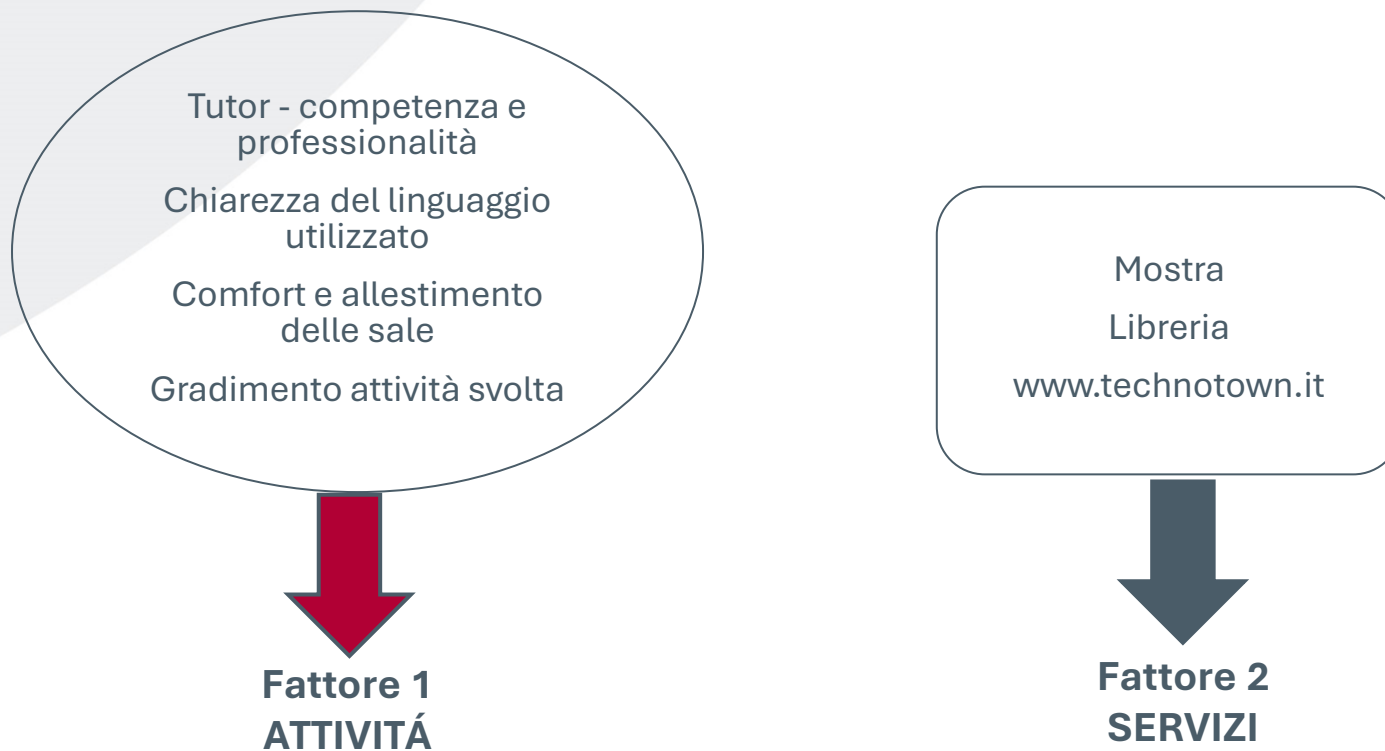 Tutor - competenza e
professionalità
Chiarezza del linguaggio
utilizzato
Comfort e allestimento
delle sale
Gradimento attività svolta
Fattore 1
ATTIVITÁ
Mostra
Libreria
www.technotown.it
Fattore 2
SERVIZI